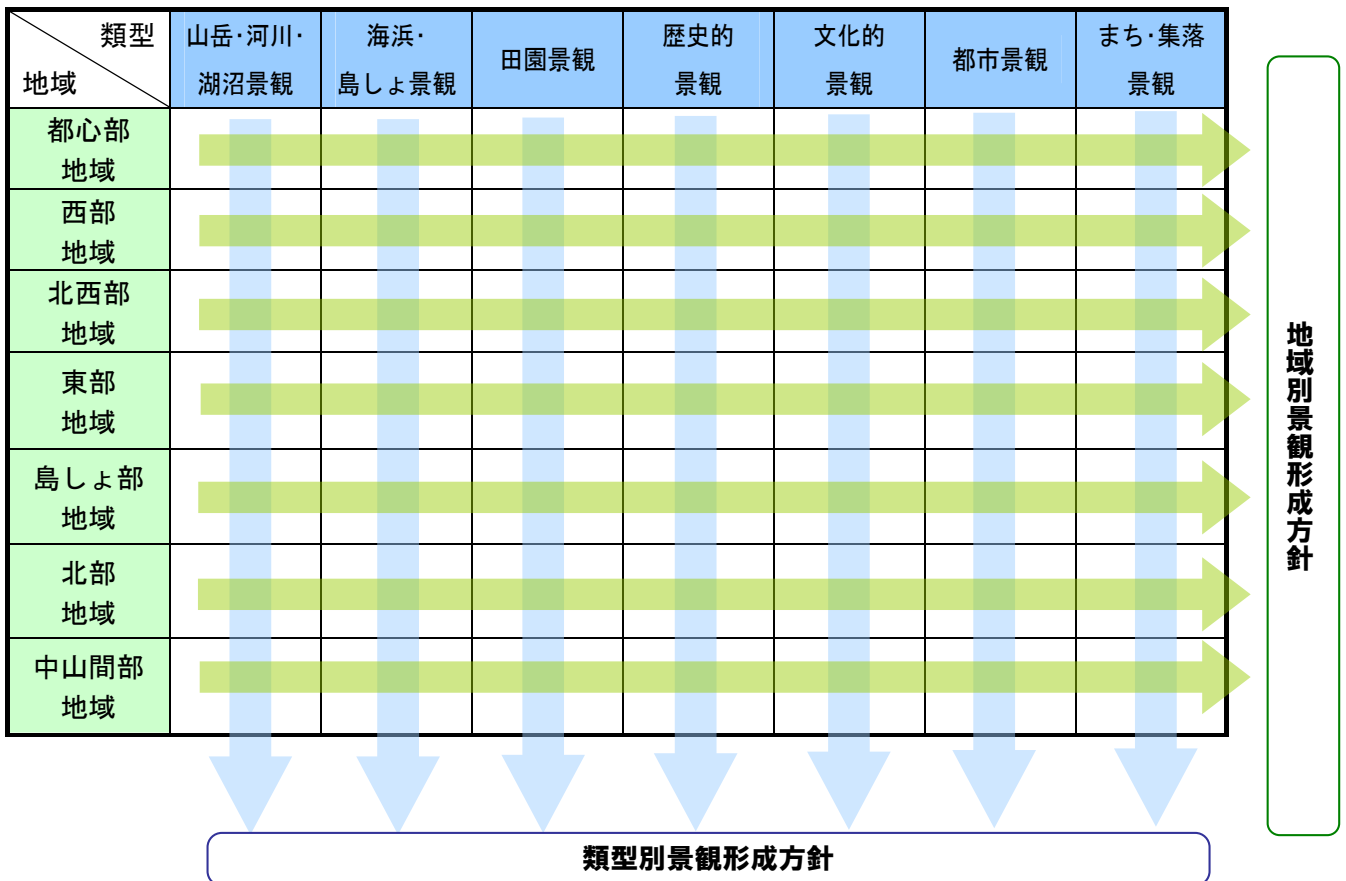 類型
地域
山岳・河川・
湖沼景観
海浜・
島しょ景観
田園景観
歴史的
景観
文化的
景観
都市景観
まち・集落
景観
都心部
地域
西部
地域
北西部
地域
東部
地域
島しょ部
地域
北部
地域
中山間部
地域
地域別景観形成方針
類型別景観形成方針